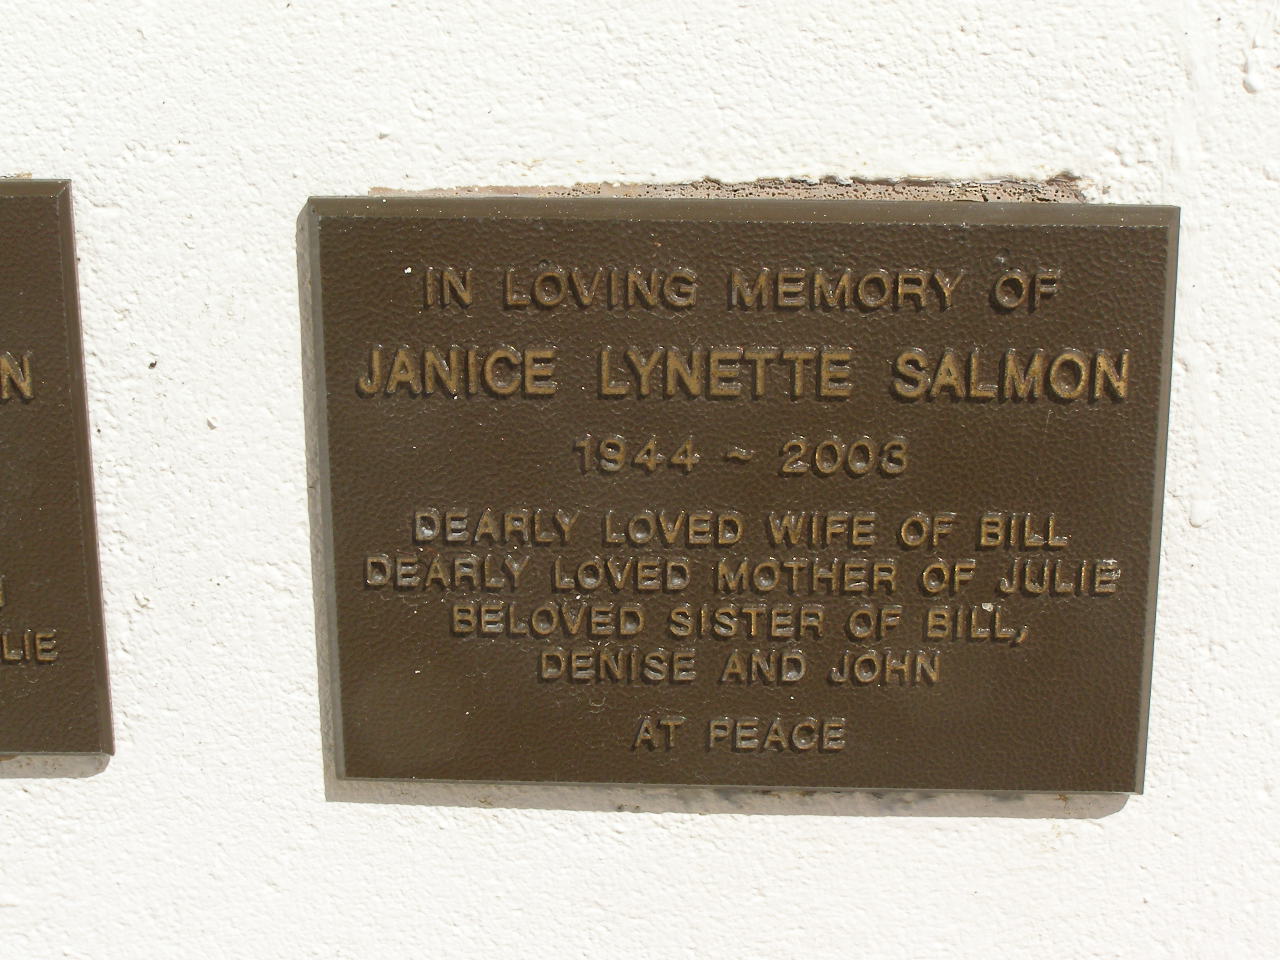 IN LOVING MEMORY OF
JANICE LYNETTE SALMON
1944 ~ 2003
DEARLY LOVED WIFE OF BILL
DEARLY LOVED MOTHER OF JULIE
BELOVED SISTER OF BILL,
DENISE AND JOHN
AT PEACE